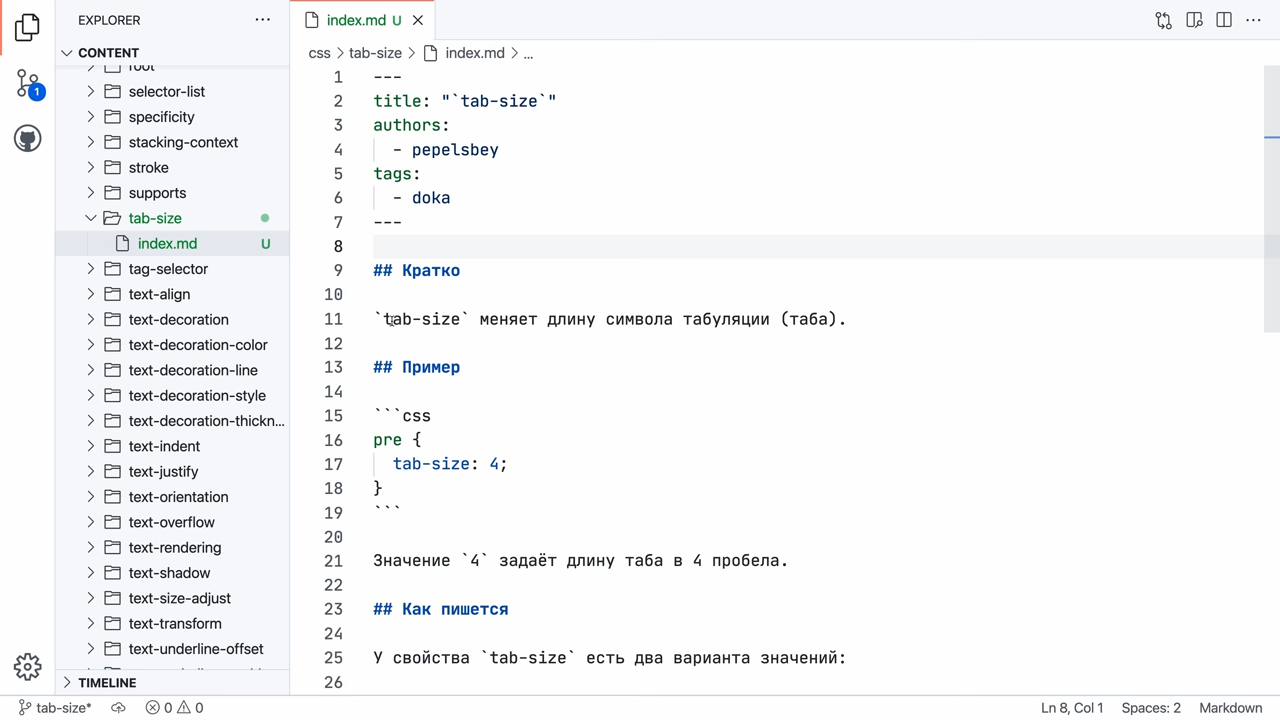 EXPLORER
CONTENT
root
selector-list
specificity
stacking-context
stroke
supports
tab-size
index.md U
tag-selector
text-align
text-decoration
text-decoration-color
text-decoration-line
text-decoration-style
text-decoration-thickn...
text-indent
text-justify
text-orientation
text-overflow
text-rendering
text-shadow
text-size-adjust
text-transform
text-underline-offset
TIMELINE
1
index.md U
css > tab-size > index.md > ...
1 ---
2 title: "`tab-size`"
3 authors:
4 - pepelsbey
5 tags:
6 - doka
7 ---
8
9 ## Кратко
10
11 `tab-size` меняет длину символа табуляции (таба).
12
13 ## Пример
14
15 ```css
16 pre {
17 tab-size: 4;
18 }
19 ```
20
21 Значение `4` задаёт длину таба в 4 пробела.
22
23 ## Как пишется
24
25 У свойства `tab-size` есть два варианта значений:
26
tab-size* 0 0 Ln 8, Col 1 Spaces: 2 Markdown